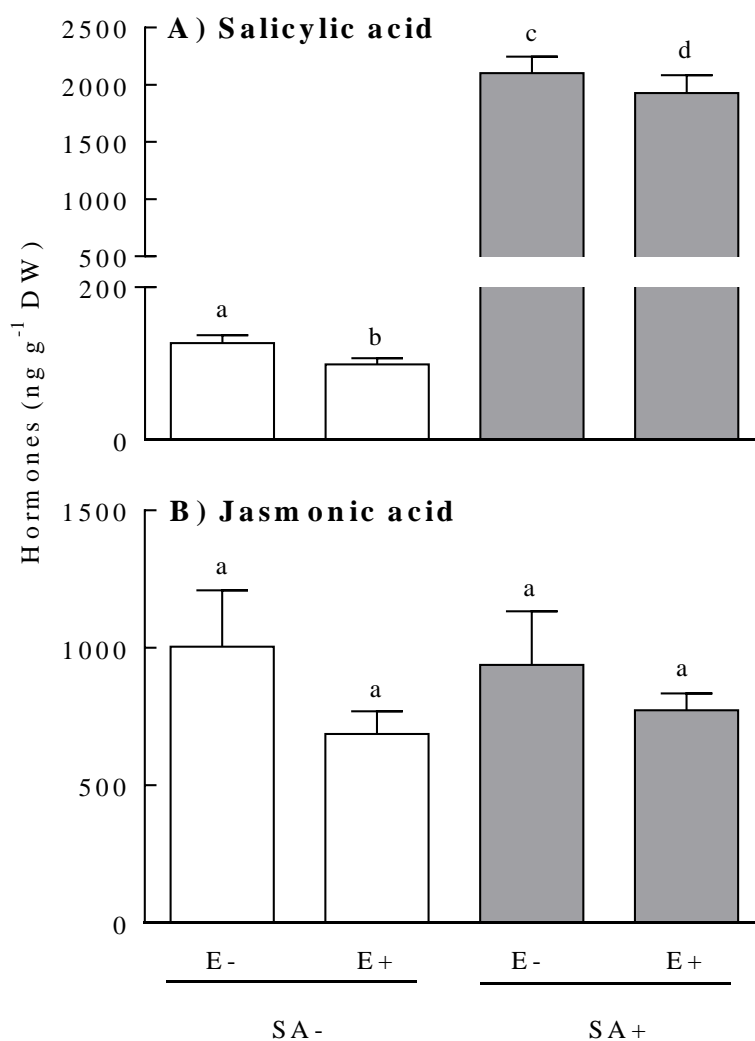 A) Salicylic acid
2500
2000
1500
1000
500
200
0
c
d
a
b
Hormones (ng g⁻¹ DW)
B) Jasmonic acid
1500
1000
500
0
a
a
a
a
E- E+ E- E+
SA- SA+